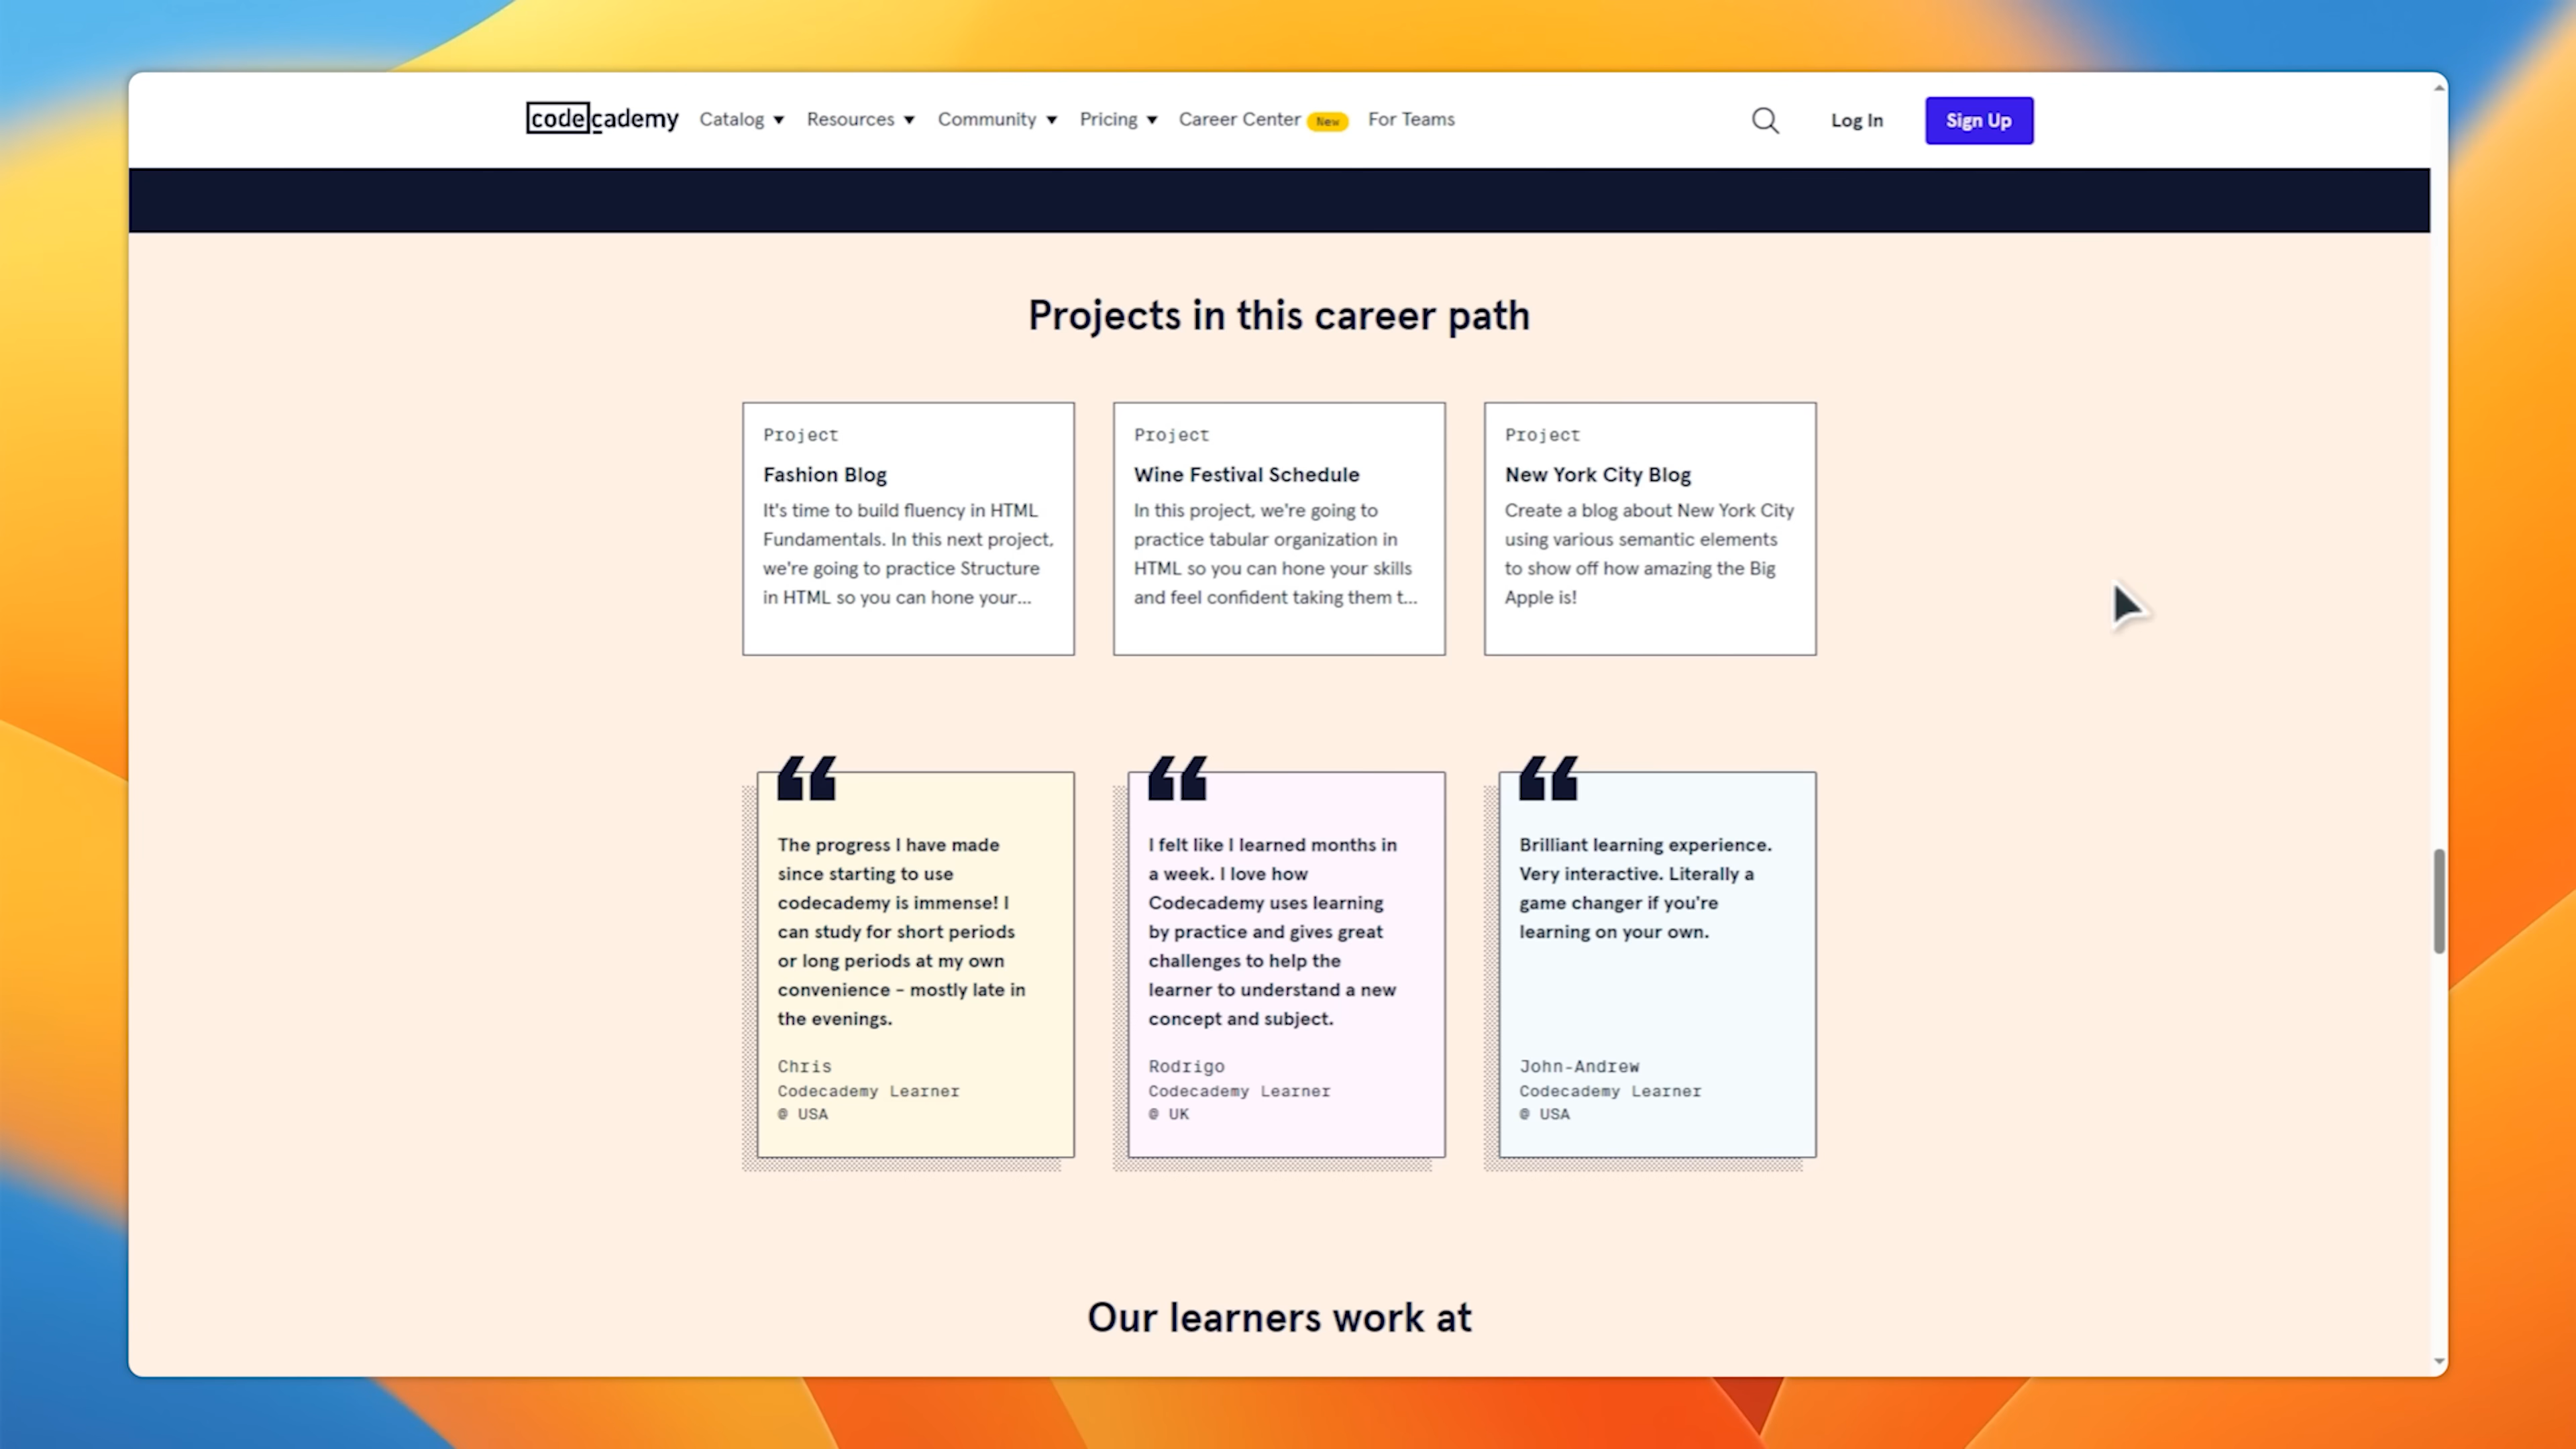 codecademy Catalog Resources Community Pricing Career Center New For Teams Log In Sign Up
Projects in this career path
Project
Fashion Blog
It's time to build fluency in HTML
Fundamentals. In this next project,
we're going to practice Structure
in HTML so you can hone your...
Project
Wine Festival Schedule
In this project, we're going to
practice tabular organization in
HTML so you can hone your skills
and feel confident taking them t...
Project
New York City Blog
Create a blog about New York City
using various semantic elements
to show off how amazing the Big
Apple is!
The progress I have made
since starting to use
codecademy is immense! I
can study for short periods
or long periods at my own
convenience - mostly late in
the evenings.
Chris
Codecademy Learner
@ USA
I felt like I learned months in
a week. I love how
Codecademy uses learning
by practice and gives great
challenges to help the
learner to understand a new
concept and subject.
Rodrigo
Codecademy Learner
@ UK
Brilliant learning experience.
Very interactive. Literally a
game changer if you're
learning on your own.
John-Andrew
Codecademy Learner
@ USA
Our learners work at